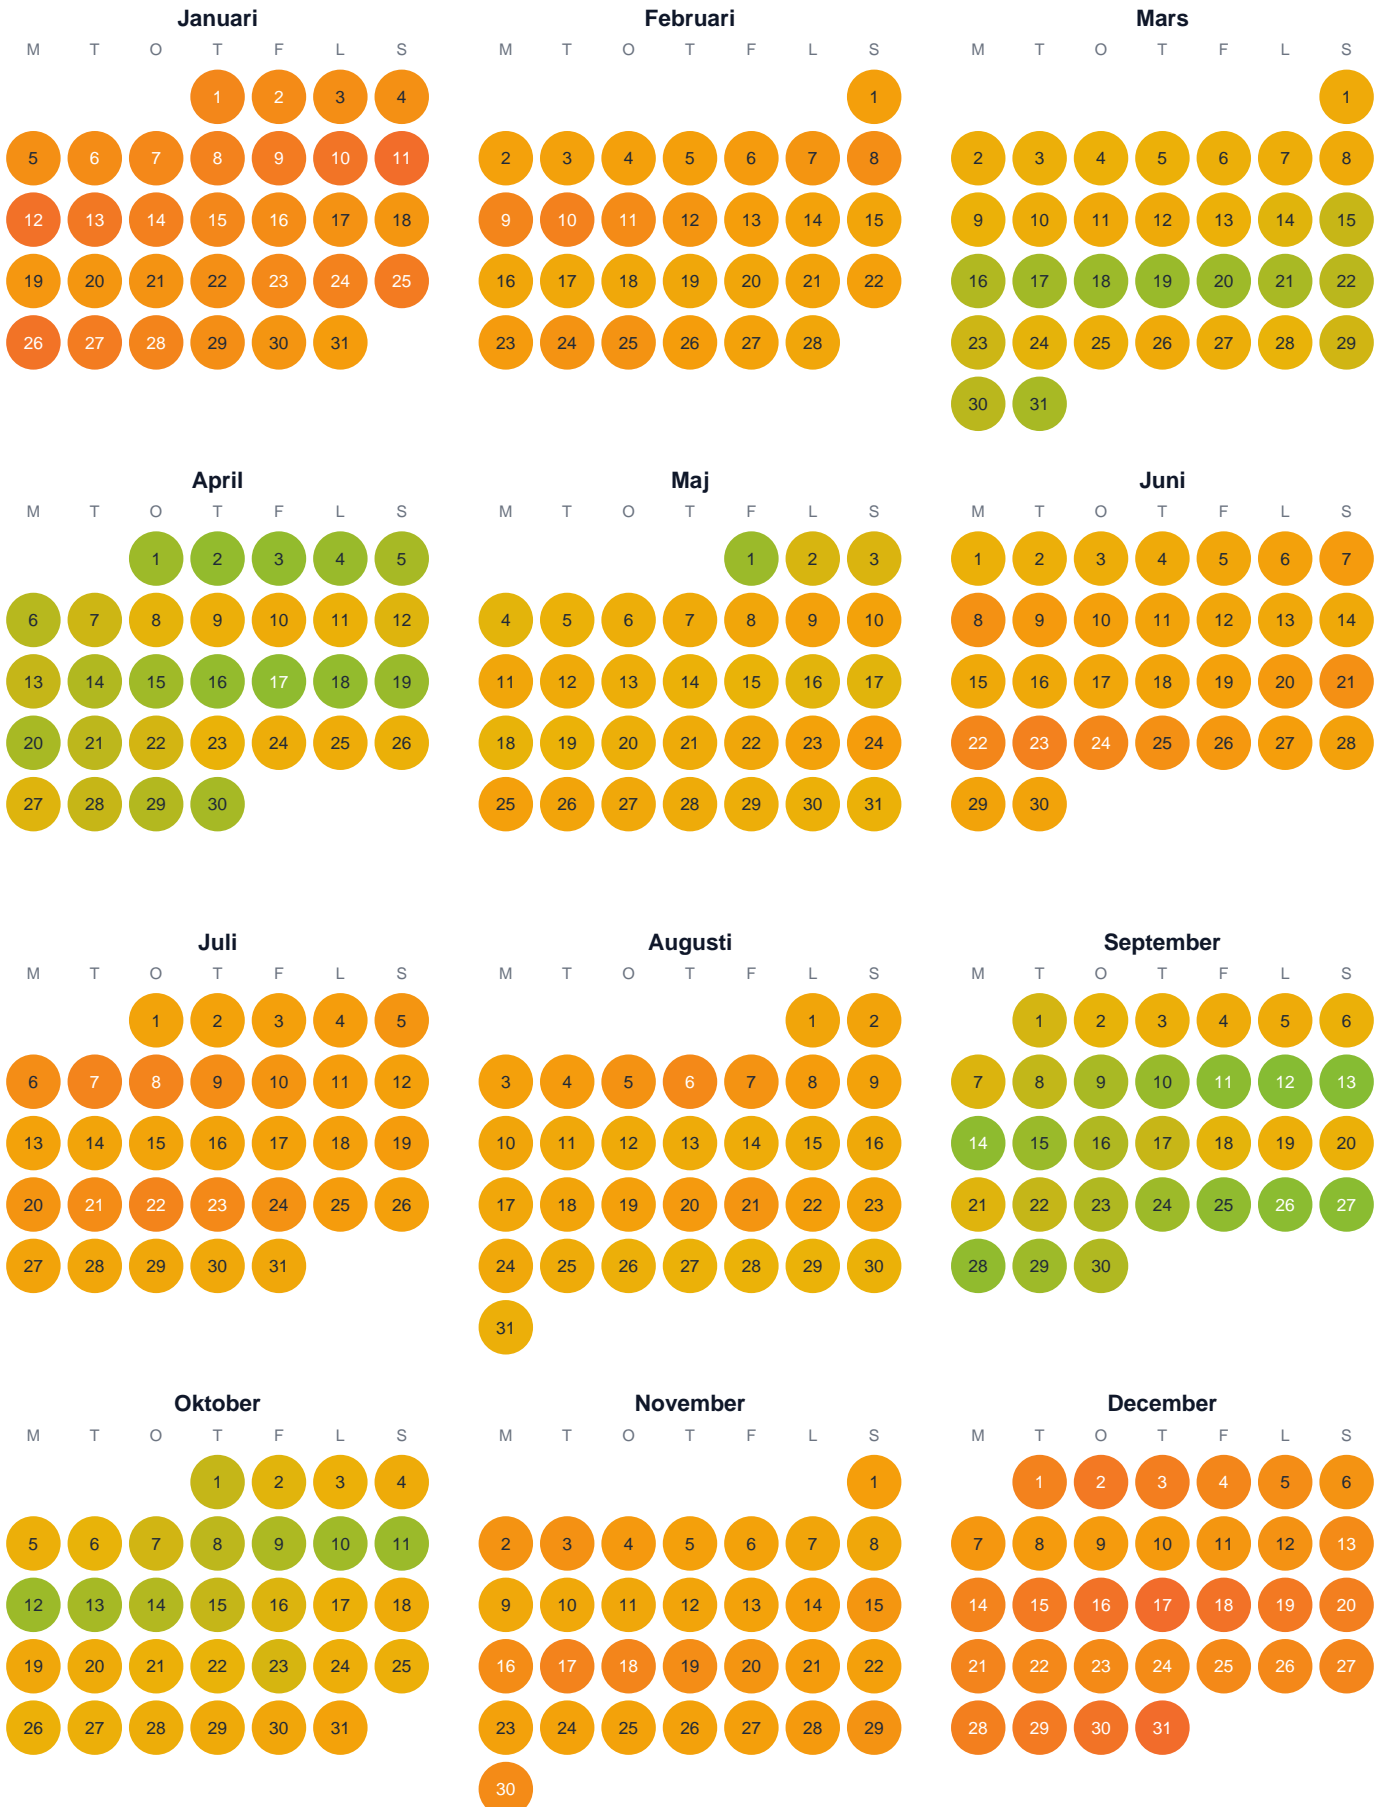 Januari Februari Mars
M T O T F L S M T O T F L S M T O T F L S
1 2 3 4 1 1
5 6 7 8 9 10 11 2 3 4 5 6 7 8 2 3 4 5 6 7 8
12 13 14 15 16 17 18 9 10 11 12 13 14 15 9 10 11 12 13 14 15
19 20 21 22 23 24 25 16 17 18 19 20 21 22 16 17 18 19 20 21 22
26 27 28 29 30 31 23 24 25 26 27 28 23 24 25 26 27 28 29
30 31
April Maj Juni
M T O T F L S M T O T F L S M T O T F L S
1 2 3 4 5 1 2 3 1 2 3 4 5 6 7
6 7 8 9 10 11 12 4 5 6 7 8 9 10 8 9 10 11 12 13 14
13 14 15 16 17 18 19 11 12 13 14 15 16 17 15 16 17 18 19 20 21
20 21 22 23 24 25 26 18 19 20 21 22 23 24 22 23 24 25 26 27 28
27 28 29 30 25 26 27 28 29 30 31 29 30
Juli Augusti September
M T O T F L S M T O T F L S M T O T F L S
1 2 3 4 5 1 2 1 2 3 4 5 6
6 7 8 9 10 11 12 3 4 5 6 7 8 9 7 8 9 10 11 12 13
13 14 15 16 17 18 19 10 11 12 13 14 15 16 14 15 16 17 18 19 20
20 21 22 23 24 25 26 17 18 19 20 21 22 23 21 22 23 24 25 26 27
27 28 29 30 31 24 25 26 27 28 29 30 28 29 30
31
Oktober November December
M T O T F L S M T O T F L S M T O T F L S
1 2 3 4 1 1 2 3 4 5 6
5 6 7 8 9 10 11 2 3 4 5 6 7 8 7 8 9 10 11 12 13
12 13 14 15 16 17 18 9 10 11 12 13 14 15 14 15 16 17 18 19 20
19 20 21 22 23 24 25 16 17 18 19 20 21 22 21 22 23 24 25 26 27
26 27 28 29 30 31 23 24 25 26 27 28 29 28 29 30 31
30